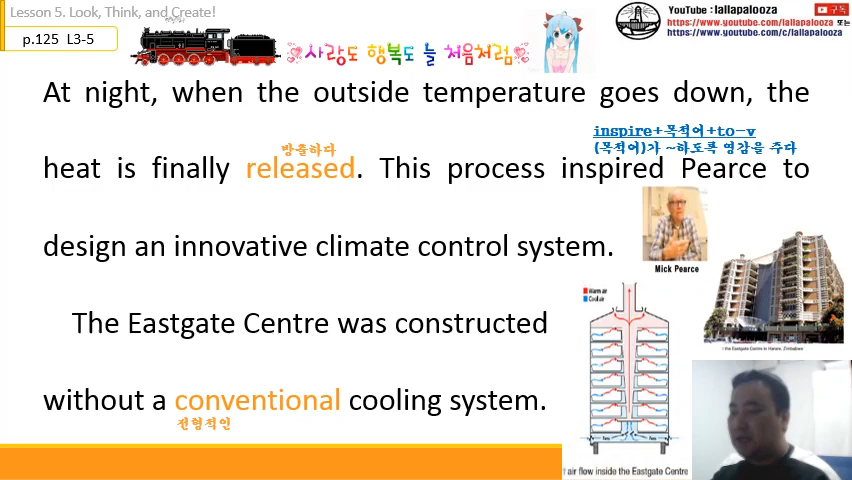 Lesson 5. Look, Think, and Create!
p.125 L3-5
사랑도 행복도 늘 처음처럼
YouTube : lallapalooza
구독
https://www.youtube.com/lallapalooza 또는
https://www.youtube.com/c/lallapalooza
At night, when the outside temperature goes down, the
inspire+목적어+to-v
(목적어)가 ~하도록 영감을 주다
방출하다
heat is finally released. This process inspired Pearce to
design an innovative climate control system.
Mick Pearce
Warm air
Cool air
The Eastgate Centre was constructed
the Eastgate Centre in Harare, Zimbabwe
without a conventional cooling system.
전형적인
air flow inside the Eastgate Centre